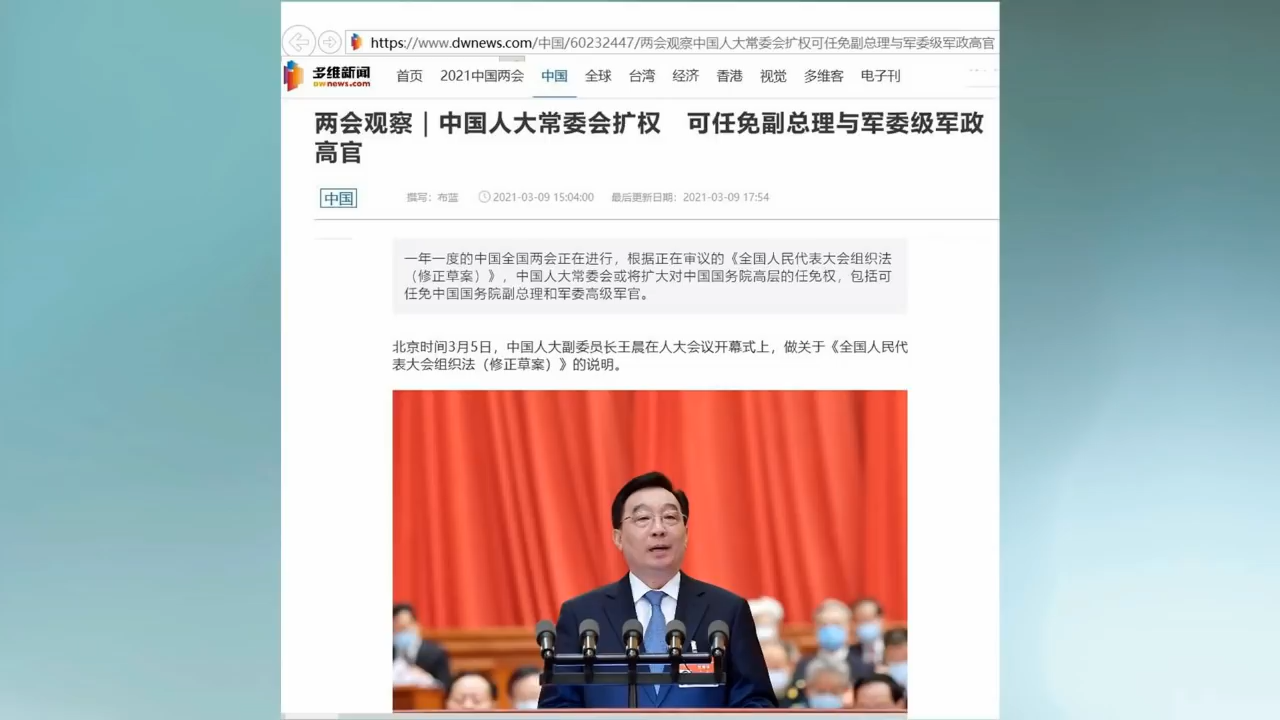 https://www.dwnews.com/中国/60232447/两会观察中国人大常委会扩权可任免副总理与军委级军政高官
多维新闻
DWNEWS.COM
首页 2021中国两会 中国 全球 台湾 经济 香港 视觉 多维客 电子刊
两会观察｜中国人大常委会扩权 可任免副总理与军委级军政
高官
中国 撰写：布蓝 2021-03-09 15:04:00 最后更新日期：2021-03-09 17:54
一年一度的中国全国两会正在进行，根据正在审议的《全国人民代表大会组织法
（修正草案）》，中国人大常委会或将扩大对中国国务院高层的任免权，包括可
任免中国国务院副总理和军委高级军官。
北京时间3月5日，中国人大副委员长王晨在人大会议开幕式上，做关于《全国人民代
表大会组织法（修正草案）》的说明。